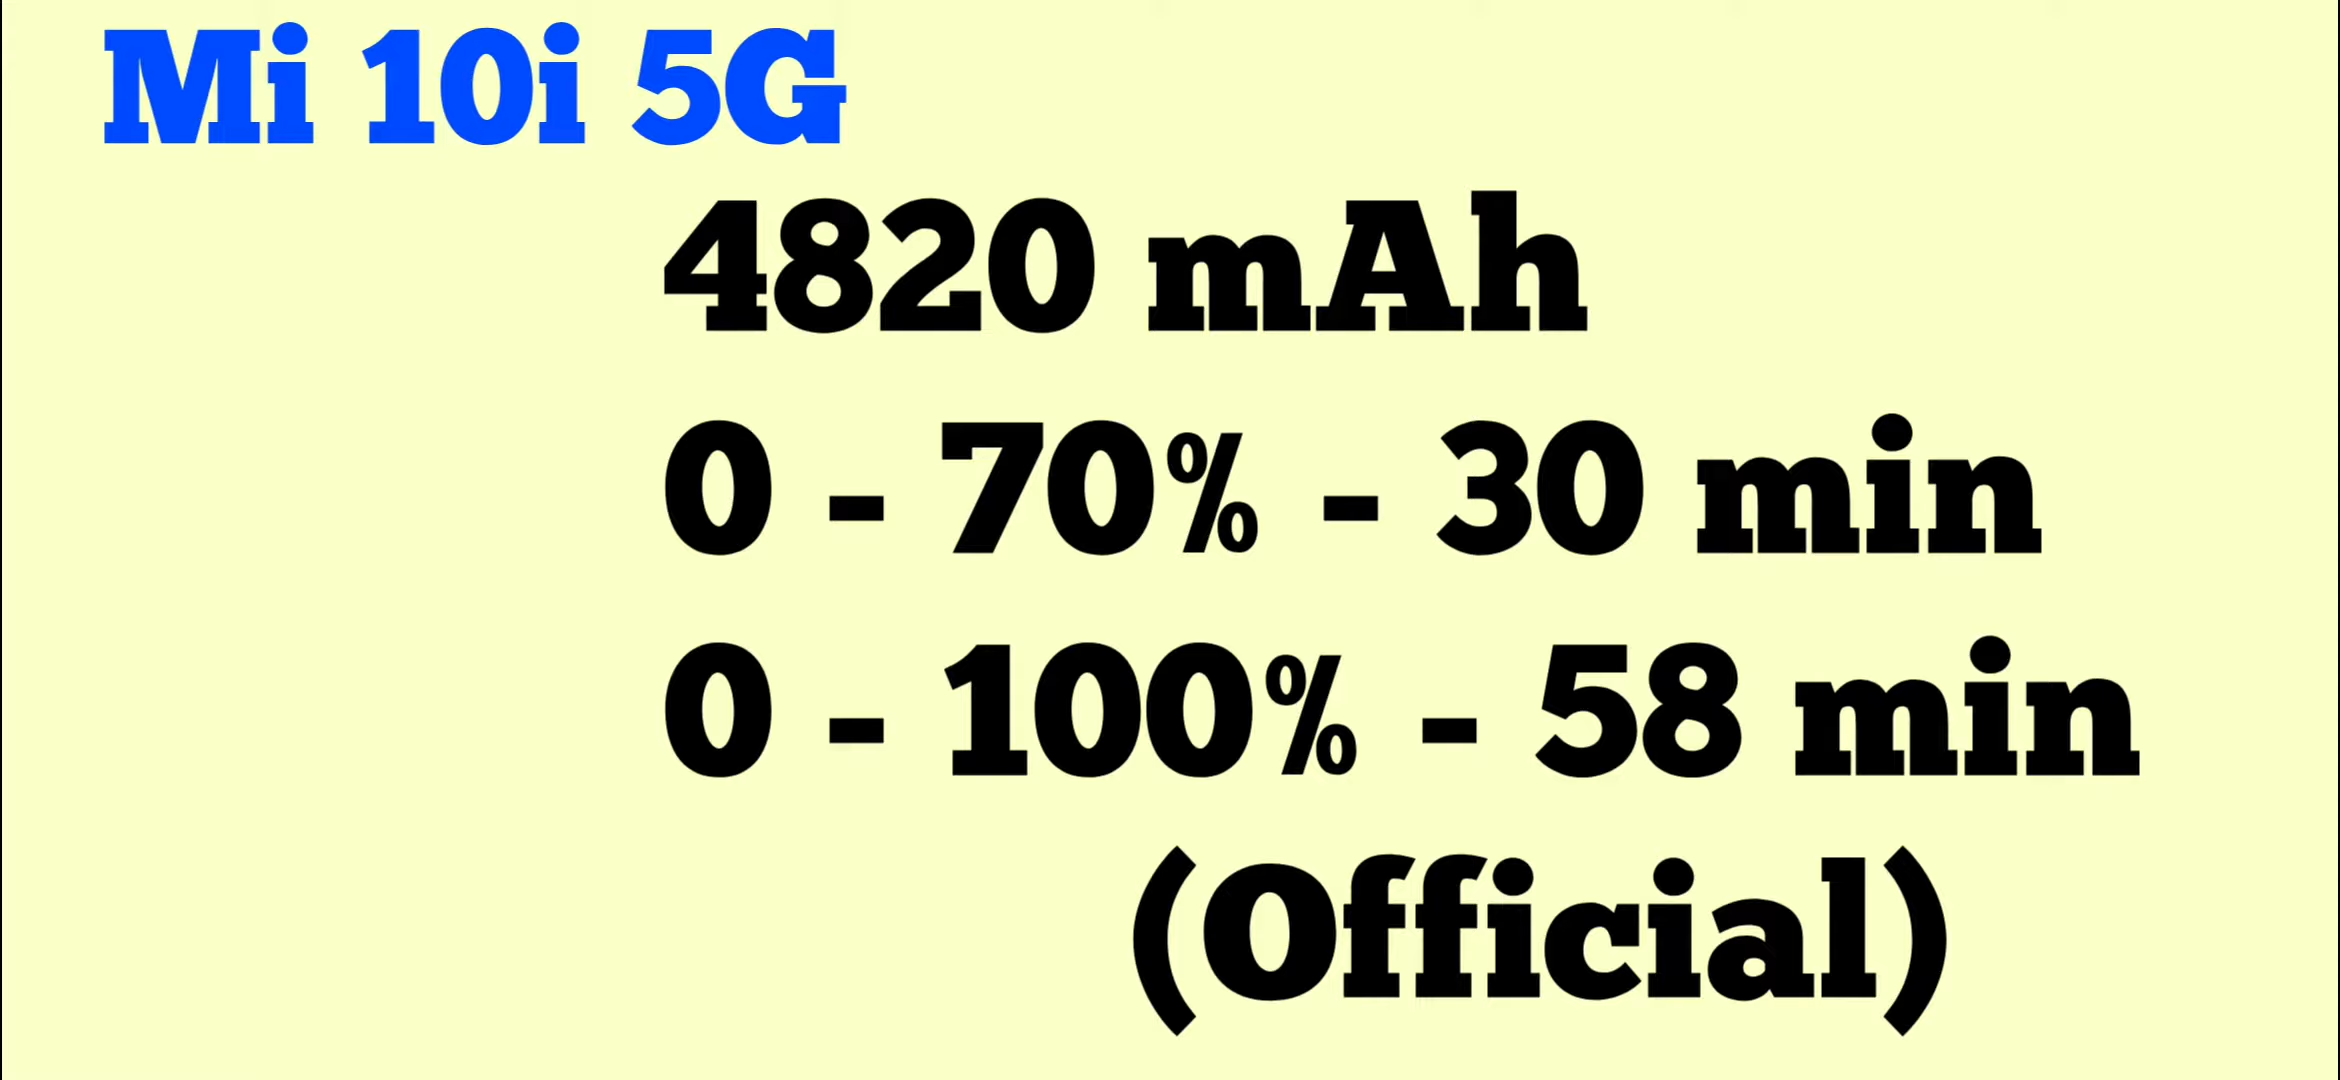 Mi 10i 5G
4820 mAh
0 - 70% - 30 min
0 - 100% - 58 min
(Official)